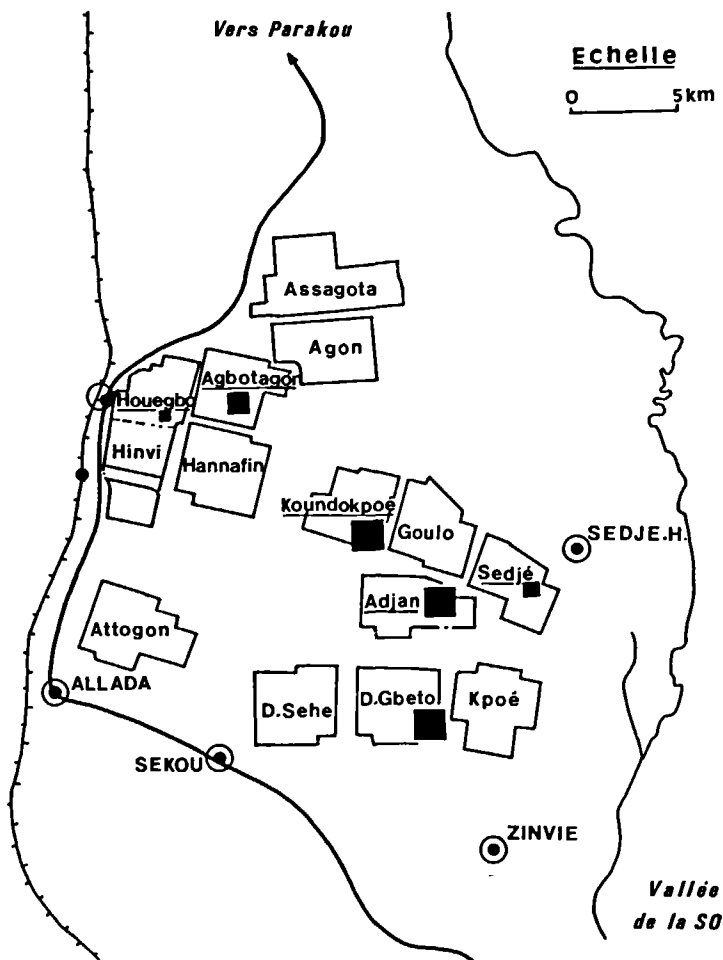 Vers Parakou
Echelle
0 5km
Assagota
Agon
Agbotagon
Houegbo
Hinvi
Hannafin
Koundokpoé
Goulo
SEDJE.H.
Sedjé
Adjan
Attogon
ALLADA
D.Sehe
D.Gbeto
Kpoé
SEKOU
ZINVIE
Vallée
de la SO